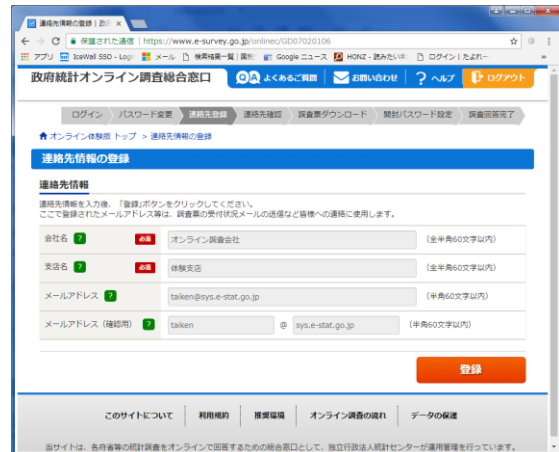 連絡先情報の登録 | 政府
保護された通信 | https://www.e-survey.go.jp/onlinec/GD07020106
アプリ IceWall SSO - Logi メール 検索結果一覧 | 国 Google ニュース HONZ - 読みたい本 ログイン | たよれー »
政府統計オンライン調査総合窓口 Q&A よくあるご質問 お問い合わせ ? ヘルプ ログアウト
ログイン パスワード変更 連絡先登録 連絡先確認 調査票ダウンロード 開封パスワード設定 調査回答完了
オンライン体験版 トップ > 連絡先情報の登録
連絡先情報の登録
連絡先情報
連絡先情報を入力後、「登録」ボタンをクリックしてください。
ここで登録されたメールアドレス等は、調査票の受付状況メールの送信など皆様への連絡に使用します。
会社名 ? 必須 オンライン調査会社 (全半角60文字以内)
支店名 ? 必須 体験支店 (全半角60文字以内)
メールアドレス ? taiken@sys.e-stat.go.jp (半角60文字以内)
メールアドレス（確認用） ? taiken @ sys.e-stat.go.jp (半角60文字以内)
登録
このサイトについて 利用規約 推奨環境 オンライン調査の流れ データの保護
当サイトは、各府省等の統計調査をオンラインで回答するための総合窓口として、独立行政法人統計センターが運用管理を行っています。